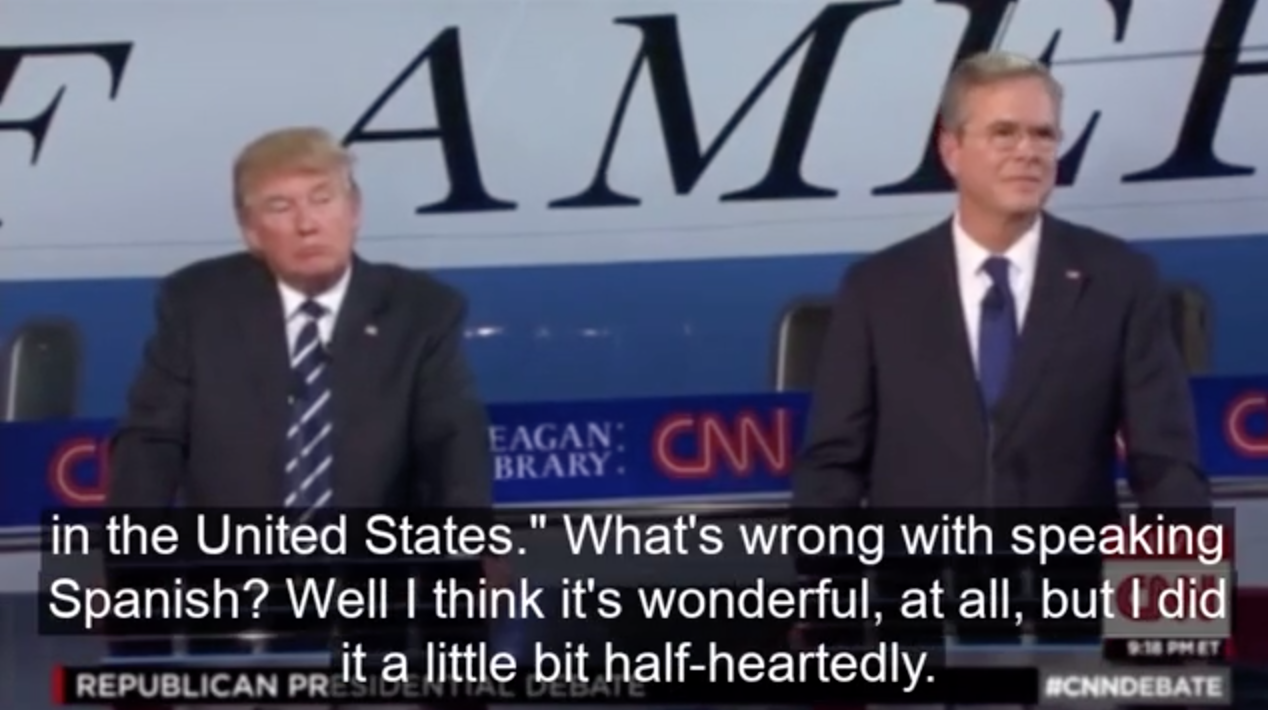 F AMER
EAGAN
BRARY
CNN
in the United States." What's wrong with speaking
Spanish? Well I think it's wonderful, at all, but I did
it a little bit half-heartedly.
9:18 PM ET
REPUBLICAN PRESIDENTIAL DEBATE
#CNNDEBATE